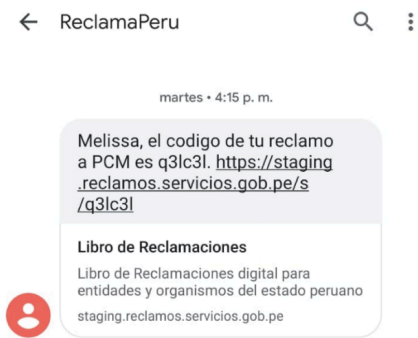 ReclamaPeru
martes • 4:15 p. m.
Melissa, el codigo de tu reclamo
a PCM es q3lc3l. https://staging
.reclamos.servicios.gob.pe/s
/q3lc3l
Libro de Reclamaciones
Libro de Reclamaciones digital para
entidades y organismos del estado peruano
staging.reclamos.servicios.gob.pe